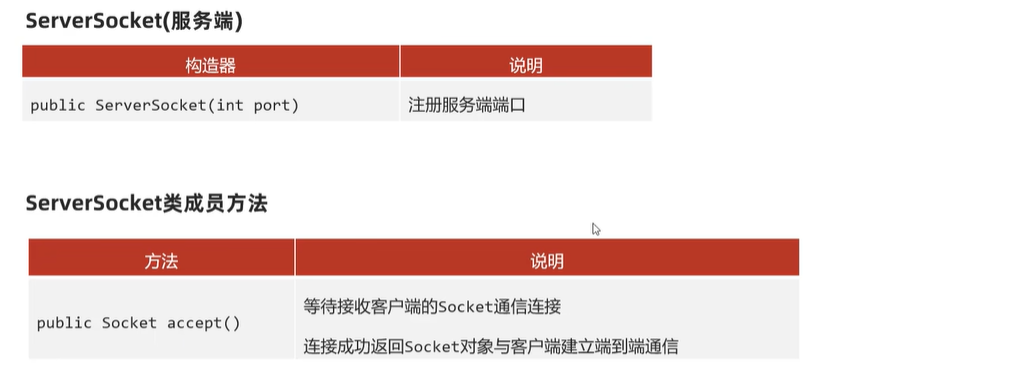 ServerSocket(服务端)
构造器 说明
public ServerSocket(int port) 注册服务端端口
ServerSocket类成员方法
方法 说明
等待接收客户端的Socket通信连接
public Socket accept()
连接成功返回Socket对象与客户端建立端到端通信